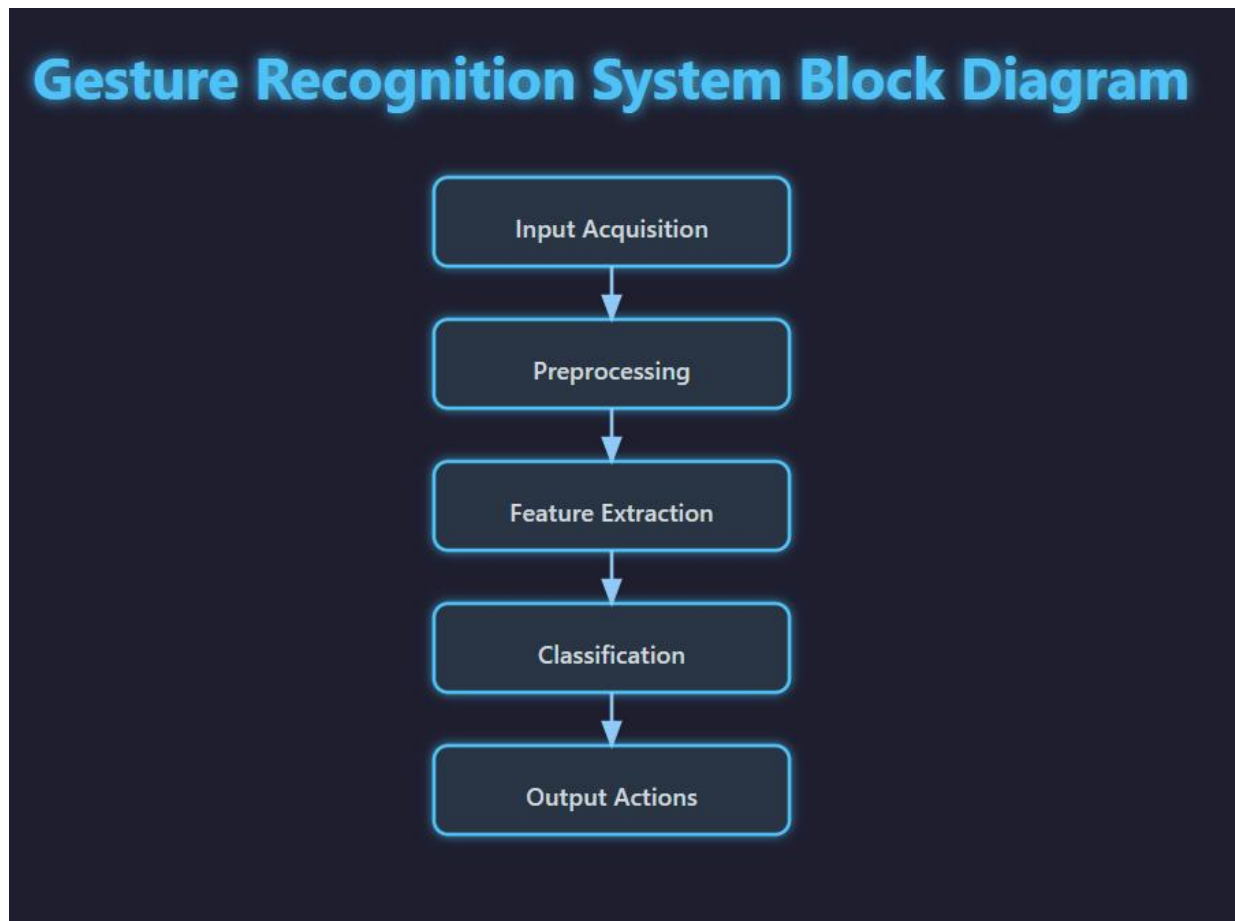 Gesture Recognition System Block Diagram
Input Acquisition
Preprocessing
Feature Extraction
Classification
Output Actions